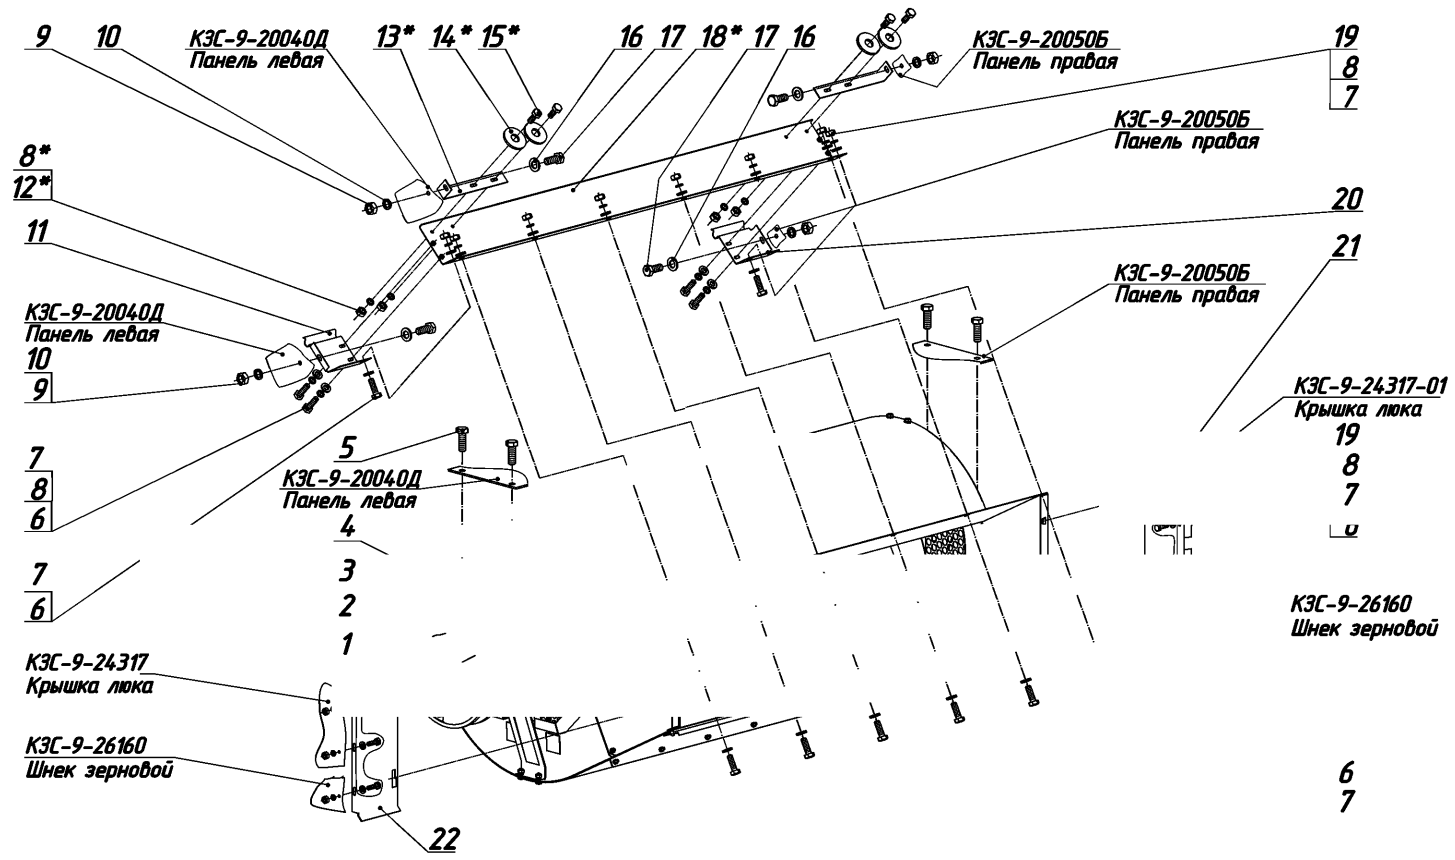 9
10
КЗС-9-20040Д
Панель левая
13*
14*
15*
16
17
18*
17
16
КЗС-9-20050Б
Панель правая
19
8
7
КЗС-9-20050Б
Панель правая
8*
12*
11
20
21
КЗС-9-20050Б
Панель правая
КЗС-9-20040Д
Панель левая
10
9
КЗС-9-24317-01
Крышка люка
19
8
7
6
5
КЗС-9-20040Д
Панель левая
7
8
6
4
3
2
1
7
6
КЗС-9-26160
Шнек зерновой
КЗС-9-24317
Крышка люка
КЗС-9-26160
Шнек зерновой
6
7
22